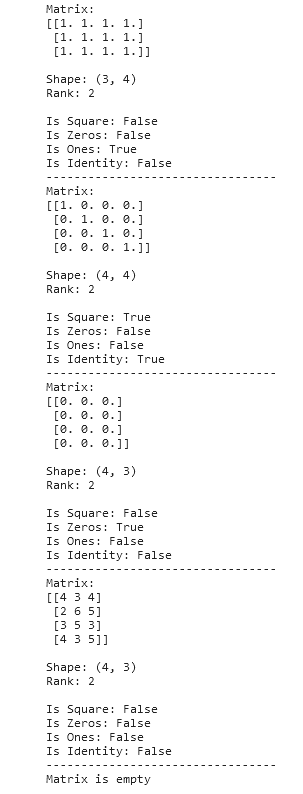 Matrix:
[[1. 1. 1. 1.]
 [1. 1. 1. 1.]
 [1. 1. 1. 1.]]

Shape: (3, 4)
Rank: 2

Is Square: False
Is Zeros: False
Is Ones: True
Is Identity: False
---------------------------------
Matrix:
[[1. 0. 0. 0.]
 [0. 1. 0. 0.]
 [0. 0. 1. 0.]
 [0. 0. 0. 1.]]

Shape: (4, 4)
Rank: 2

Is Square: True
Is Zeros: False
Is Ones: False
Is Identity: True
---------------------------------
Matrix:
[[0. 0. 0.]
 [0. 0. 0.]
 [0. 0. 0.]
 [0. 0. 0.]]

Shape: (4, 3)
Rank: 2

Is Square: False
Is Zeros: True
Is Ones: False
Is Identity: False
---------------------------------
Matrix:
[[4 3 4]
 [2 6 5]
 [3 5 3]
 [4 3 5]]

Shape: (4, 3)
Rank: 2

Is Square: False
Is Zeros: False
Is Ones: False
Is Identity: False
---------------------------------
Matrix is empty